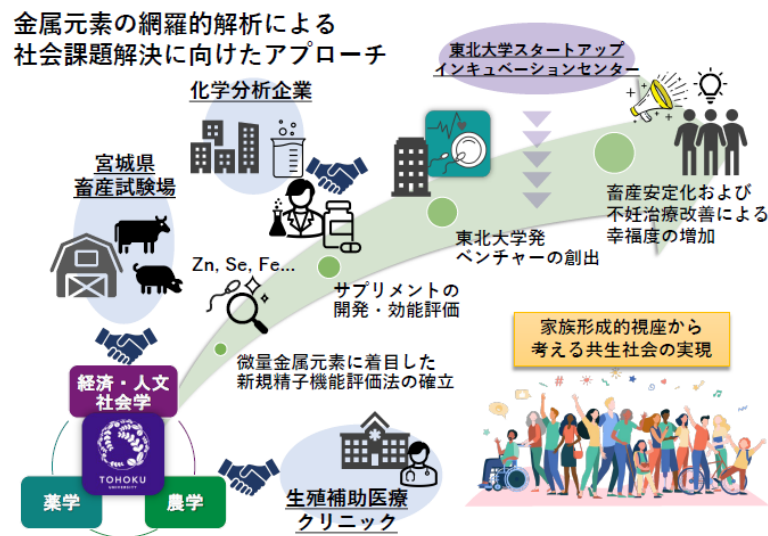 金属元素の網羅的解析による
社会課題解決に向けたアプローチ
東北大学スタートアップ
インキュベーションセンター
化学分析企業
宮城県
畜産試験場
畜産安定化および
不妊治療改善による
幸福度の増加
東北大学発
ベンチャーの創出
Zn, Se, Fe...
サプリメントの
開発・効能評価
微量金属元素に着目した
新規精子機能評価法の確立
家族形成的視座から
考える共生社会の実現
経済・人文
社会学
TOHOKU
UNIVERSITY
薬学
農学
生殖補助医療
クリニック